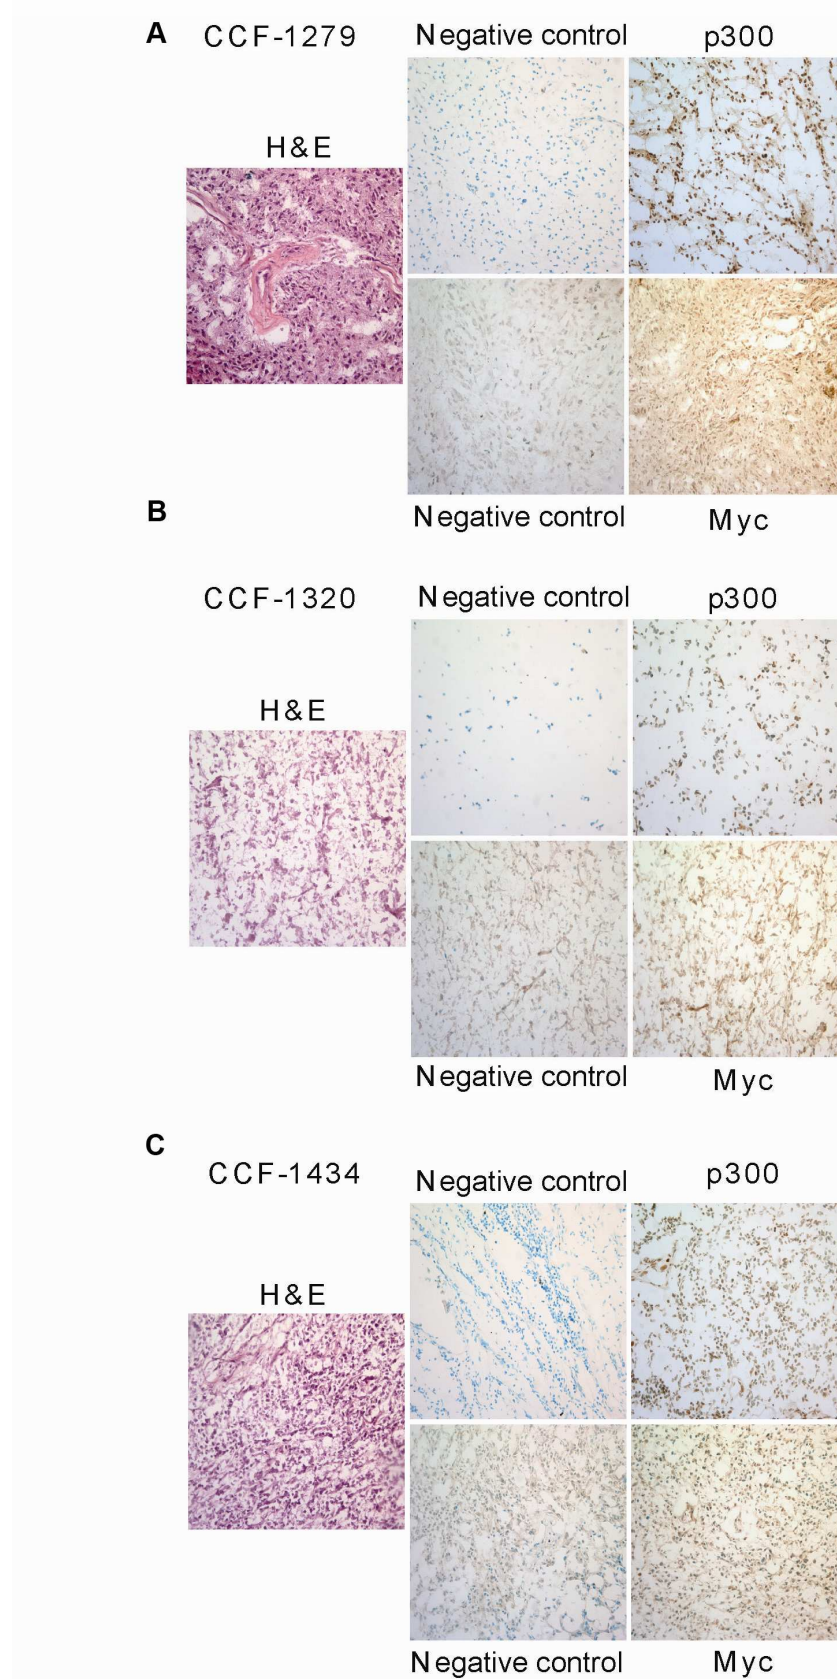 A CCF-1279 Negative control p300
H&E
Negative control Myc
B
CCF-1320 Negative control p300
H&E
Negative control Myc
C
CCF-1434 Negative control p300
H&E
Negative control Myc